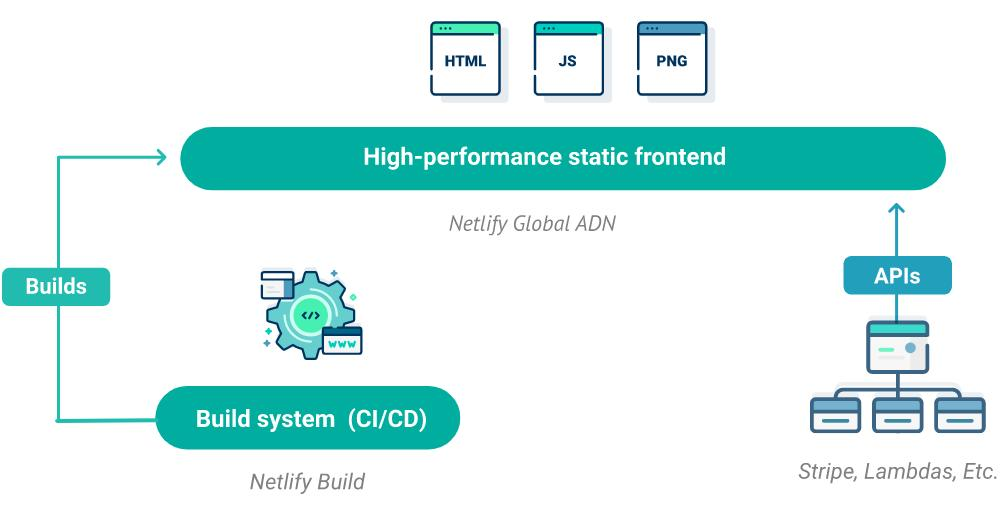 HTML
JS
PNG
High-performance static frontend
Netlify Global ADN
Builds
APIs
</>
www
Build system (CI/CD)
Netlify Build
Stripe, Lambdas, Etc.